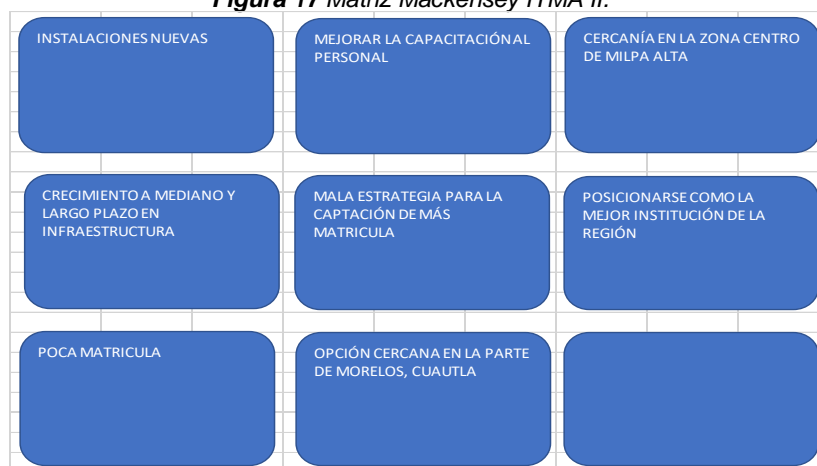 Figura 17 Matriz Mackensey ITMA II.
INSTALACIONES NUEVAS
MEJORAR LA CAPACITACIÓN AL
PERSONAL
CERCANÍA EN LA ZONA CENTRO
DE MILPA ALTA
CRECIMIENTO A MEDIANO Y
LARGO PLAZO EN
INFRAESTRUCTURA
MALA ESTRATEGIA PARA LA
CAPTACIÓN DE MÁS
MATRICULA
POSICIONARSE COMO LA
MEJOR INSTITUCIÓN DE LA
REGIÓN
POCA MATRICULA
OPCIÓN CERCANA EN LA PARTE
DE MORELOS, CUAUTLA